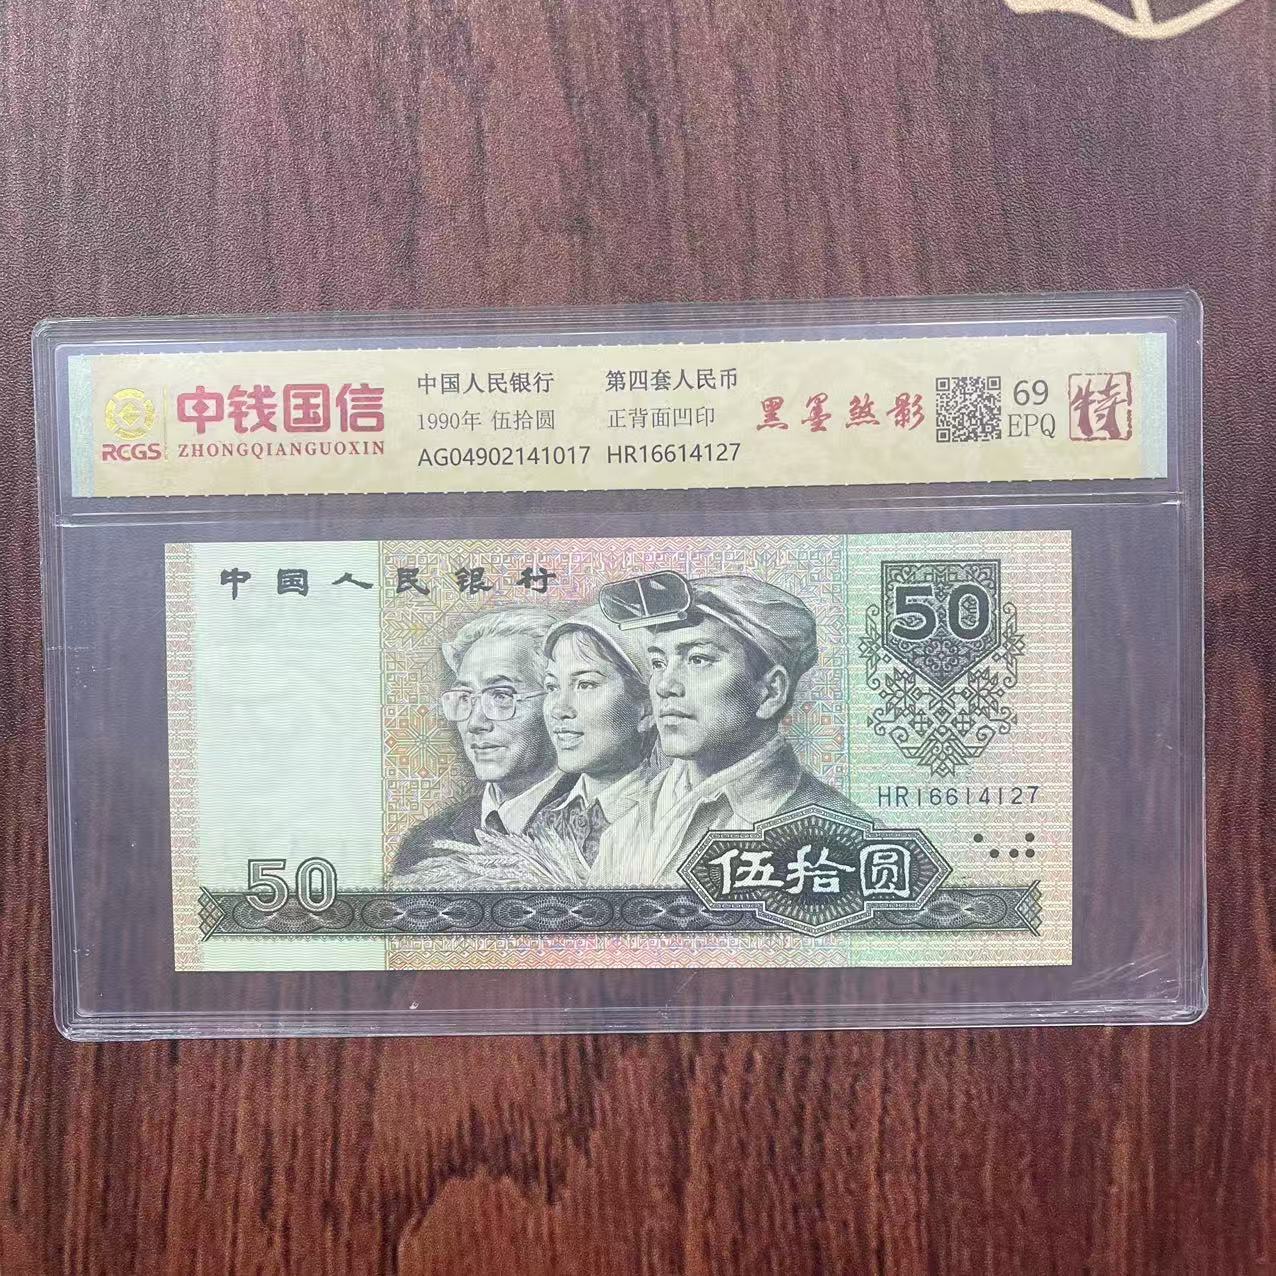 RCGS
中钱国信
ZHONGQIANGUOXIN
中国人民银行 第四套人民币
1990年 伍拾圆 正背面凹印
AG04902141017 HR16614127
黑墨煞影
69
EPQ
特
中国人民银行
50
HR16614127
50
伍拾圆